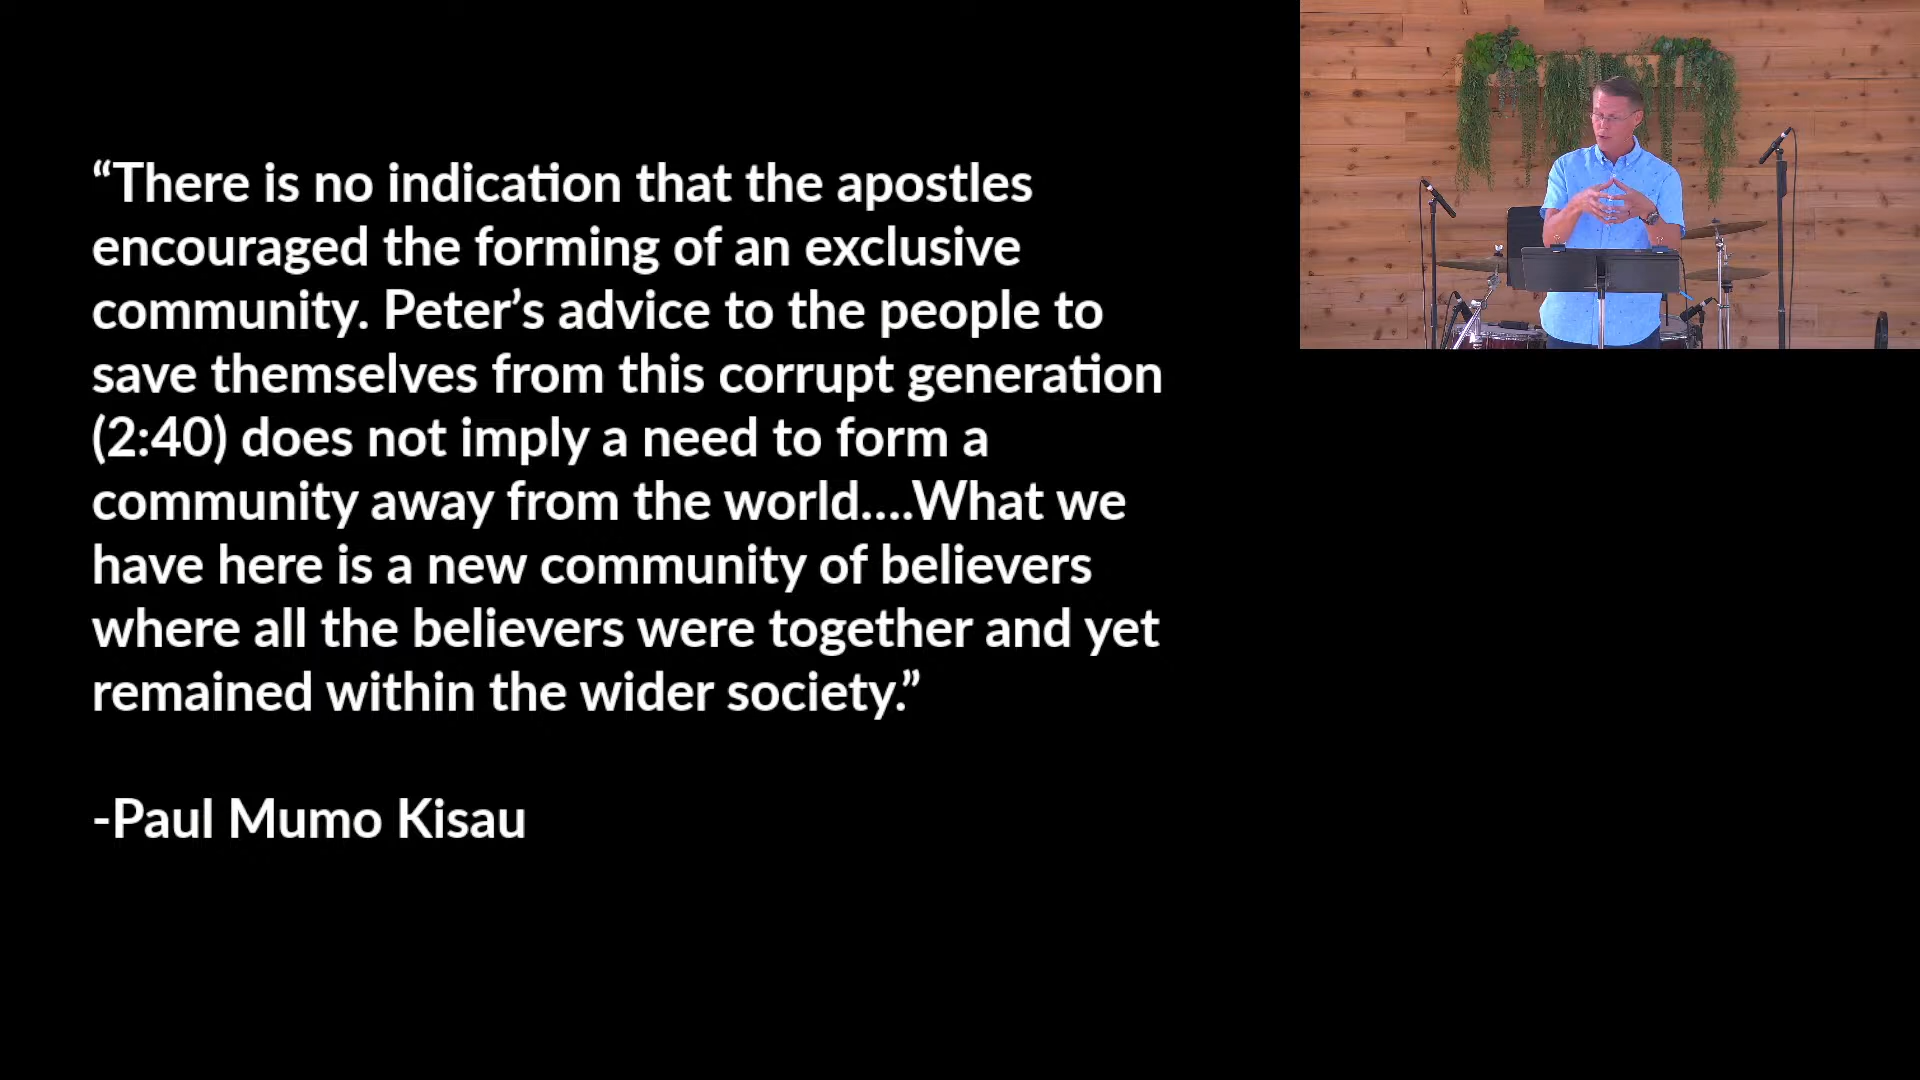 “There is no indication that the apostles
encouraged the forming of an exclusive
community. Peter’s advice to the people to
save themselves from this corrupt generation
(2:40) does not imply a need to form a
community away from the world....What we
have here is a new community of believers
where all the believers were together and yet
remained within the wider society.”
-Paul Mumo Kisau